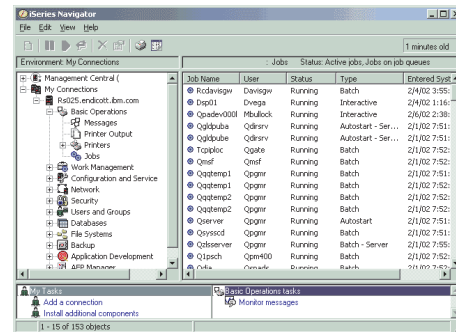 iSeries Navigator
File Edit View Help
1 minutes old
Environment: My Connections
: Jobs Status: Active jobs, Jobs on job queues
Management Central (
My Connections
Rs025.endicott.ibm.com
Basic Operations
Messages
Printer Output
Printers
Jobs
Work Management
Configuration and Service
Network
Security
Users and Groups
Databases
File Systems
Backup
Application Development
AFP Manager
Job Name User Status Type Entered Syst
Rcdavisgw Davisgw Running Batch 2/4/02 3:55:
Dsp01 Dvega Running Interactive 2/4/02 1:16:
Qpadev000l Mbullock Running Interactive 2/6/02 2:38:
Qgldpuba Qdirsrv Running Autostart - Ser... 2/1/02 7:51:
Qgldpube Qdirsrv Running Autostart - Ser... 2/1/02 7:51:
Tcpiploc Qgate Running Batch 2/1/02 7:52:
Qmsf Qmsf Running Batch 2/1/02 7:52:
Qqqtemp1 Qpgmr Running Batch 2/1/02 7:51:
Qqqtemp1 Qpgmr Running Batch 2/1/02 7:52:
Qqqtemp2 Qpgmr Running Batch 2/1/02 7:52:
Qqqtemp2 Qpgmr Running Batch 2/1/02 7:52:
Qserver Qpgmr Running Autostart 2/1/02 7:51:
Qsysscd Qpgmr Running Batch 2/1/02 7:51:
Qzlsserver Qpgmr Running Batch - Server 2/1/02 7:55:
Q1psch Qpm400 Running Batch 2/1/02 7:52:
Running Batch 2/1/02 7:52:
My Tasks
Add a connection
Install additional components
Basic Operations tasks
Monitor messages
1 - 15 of 153 objects